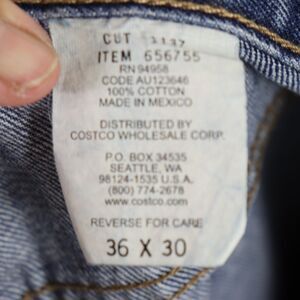 CUT
ITEM 656755
RN 94958
CODE AU123646
100% COTTON
MADE IN MEXICO
DISTRIBUTED BY
COSTCO WHOLESALE CORP.
P.O. BOX 34535
SEATTLE, WA
98124-1535 U.S.A.
(800) 774-2678
www.costco.com
REVERSE FOR CARE
36 X 30